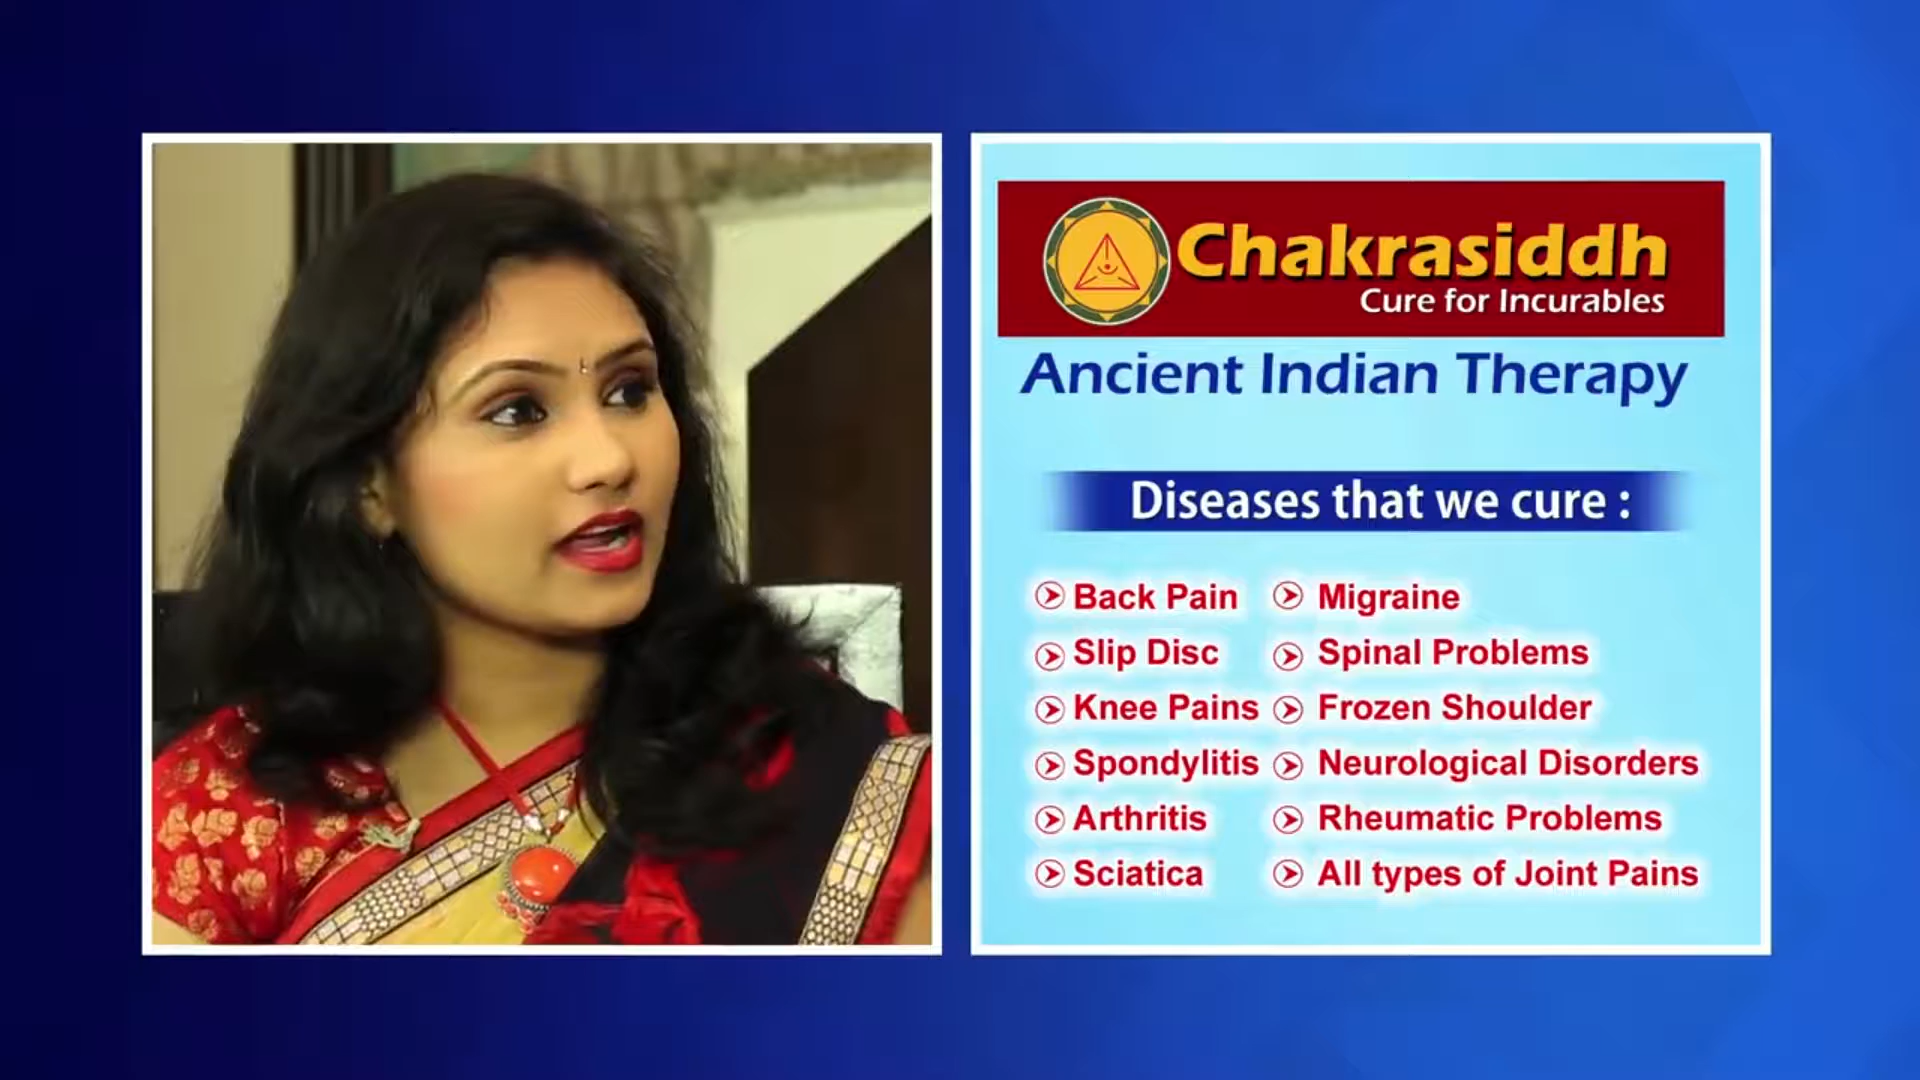 Chakrasiddh
Cure for Incurables
Ancient Indian Therapy
Diseases that we cure :
Back Pain
Slip Disc
Knee Pains
Spondylitis
Arthritis
Sciatica
Migraine
Spinal Problems
Frozen Shoulder
Neurological Disorders
Rheumatic Problems
All types of Joint Pains